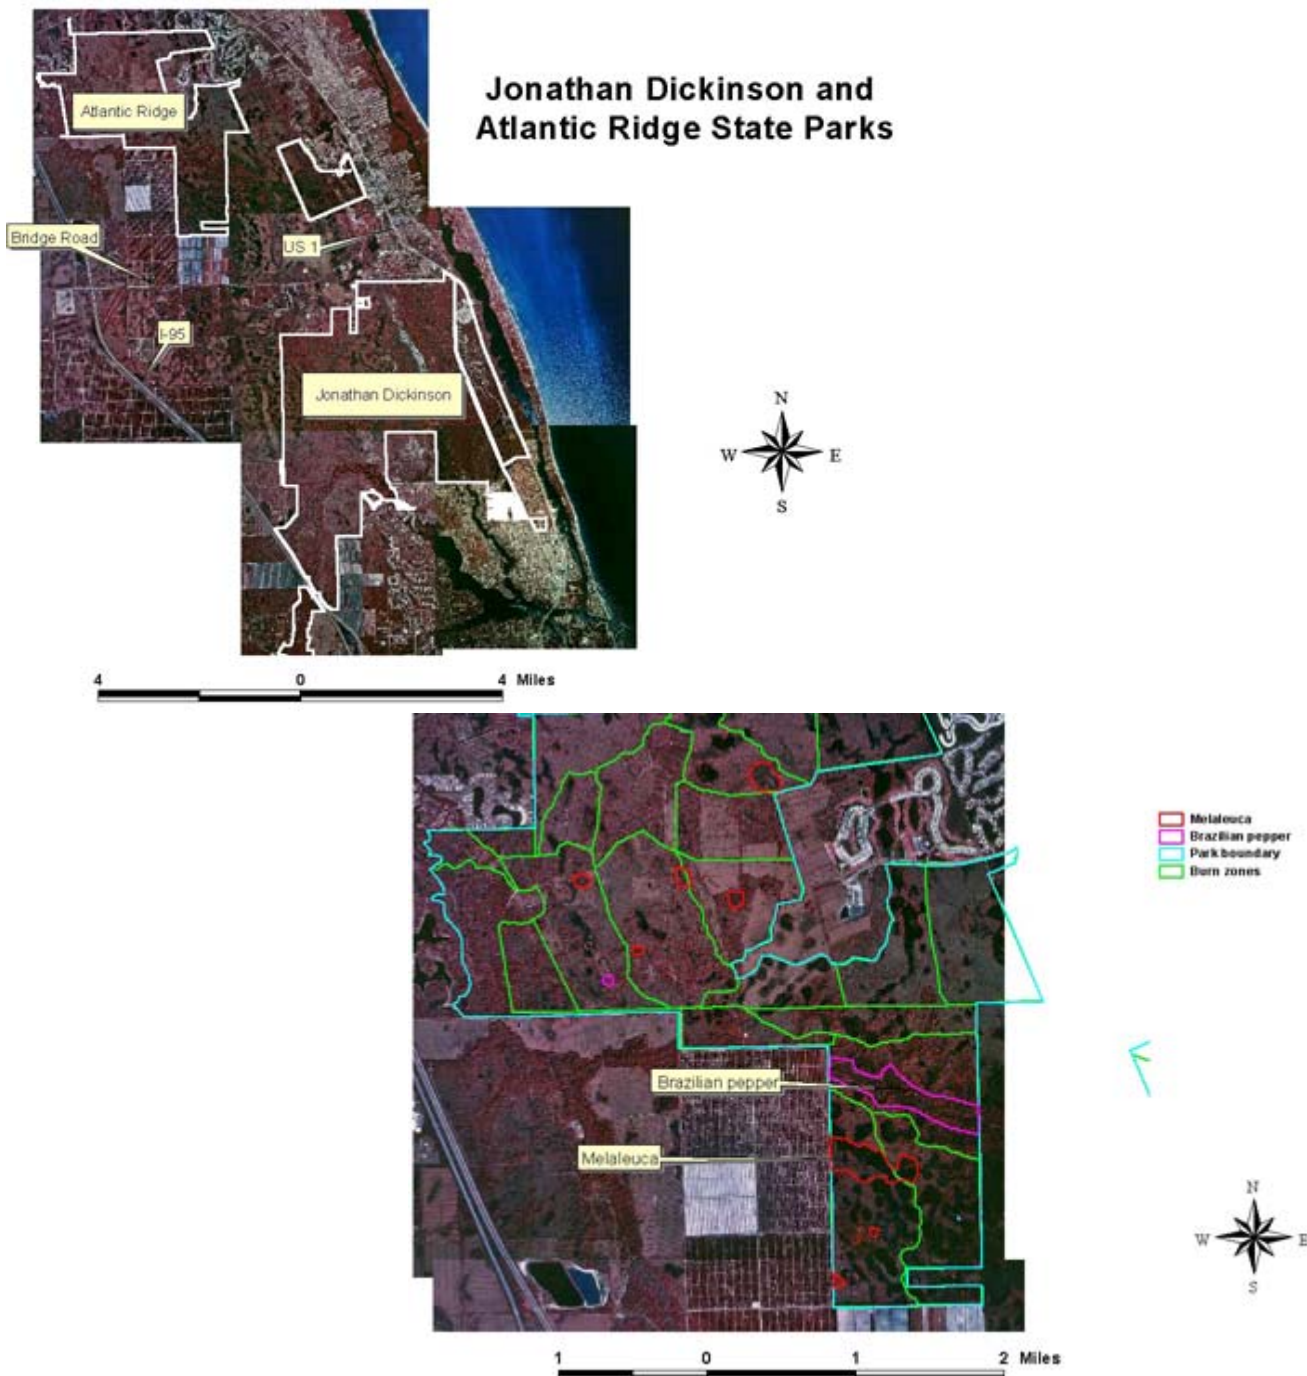 Jonathan Dickinson and
Atlantic Ridge State Parks
Atlantic Ridge
Bridge Road
US 1
I-95
Jonathan Dickinson
N
W E
S
4 0 4 Miles
Melaleuca
Brazilian pepper
Park boundary
Burn zones
Brazilian pepper
Melaleuca
N
W E
S
1 0 1 2 Miles